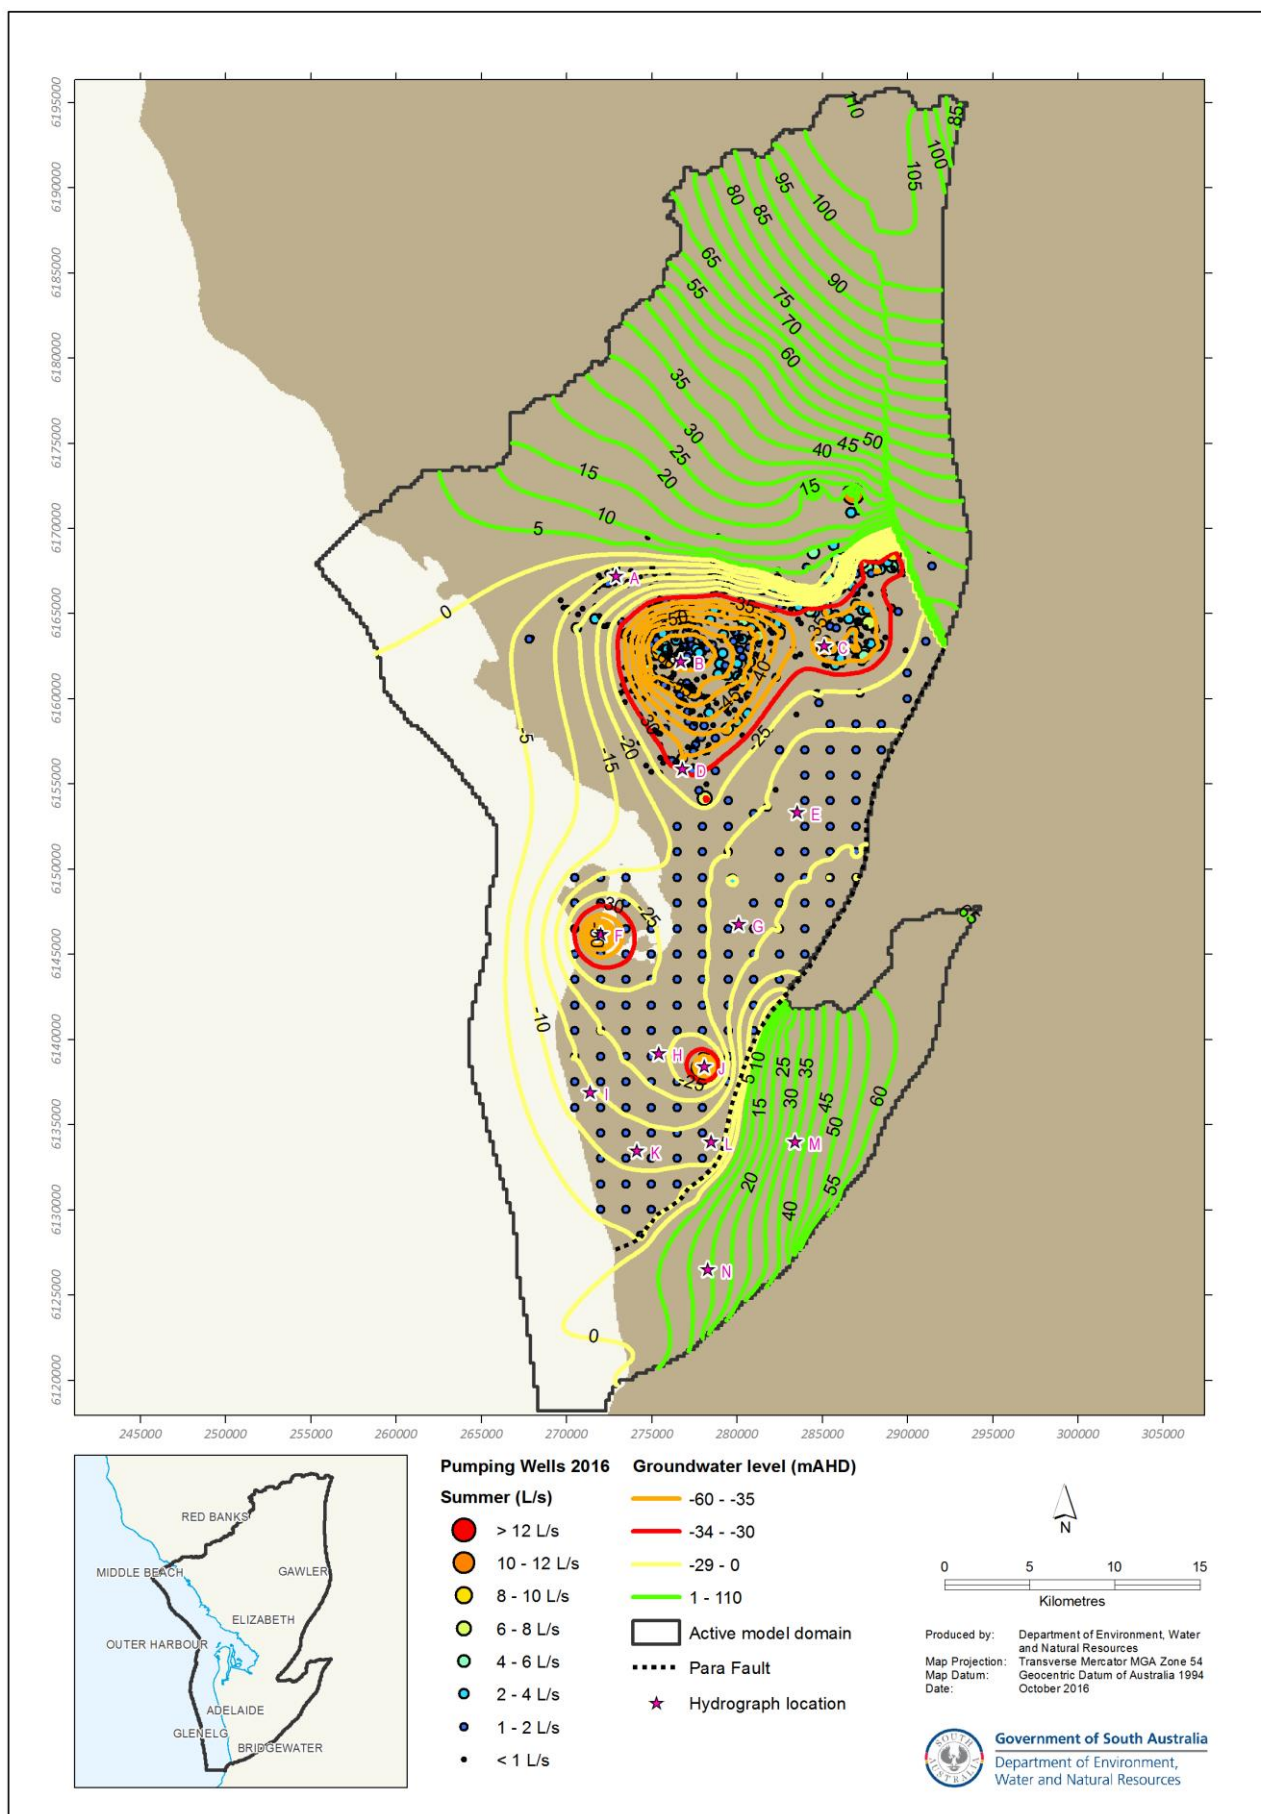 6195000
6190000
6185000
6180000
6175000
6170000
6165000
6160000
6155000
6150000
6145000
6140000
6135000
6130000
6125000
6120000
110
85
100
105
80
95
85
100
65
55
90
75
70
60
35
30
25
20
50
45
40
15
15
10
5
0
A
-35
-50
B
-35
C
-40
-45
-30
-20
-25
-15
-5
D
E
-30
-25
F
G
-10
H
J
-25
I
K
L
M
N
5
10
15
20
25
30
35
40
45
50
55
60
0
245000 250000 255000 260000 265000 270000 275000 280000 285000 290000 295000 300000 305000
RED BANKS
MIDDLE BEACH
GAWLER
ELIZABETH
OUTER HARBOUR
ADELAIDE
GLENELG
BRIDGEWATER
Pumping Wells 2016
Summer (L/s)
> 12 L/s
10 - 12 L/s
8 - 10 L/s
6 - 8 L/s
4 - 6 L/s
2 - 4 L/s
1 - 2 L/s
< 1 L/s
Groundwater level (mAHD)
-60 - -35
-34 - -30
-29 - 0
1 - 110
Active model domain
Para Fault
Hydrograph location
N
0 5 10 15
Kilometres
Produced by: Department of Environment, Water
and Natural Resources
Map Projection: Transverse Mercator MGA Zone 54
Map Datum: Geocentric Datum of Australia 1994
Date: October 2016
SOUTH
AUSTRALIA
Government of South Australia
Department of Environment,
Water and Natural Resources